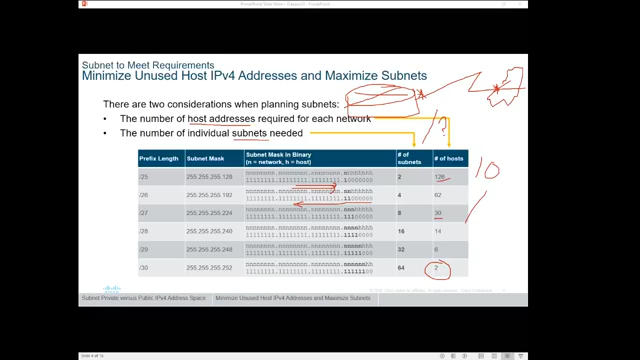 Subnet to Meet Requirements
Minimize Unused Host IPv4 Addresses and Maximize Subnets
There are two considerations when planning subnets:
• The number of host addresses required for each network
• The number of individual subnets needed
/?
Prefix Length Subnet Mask Subnet Mask in Binary (n = network, h = host) # of subnets # of hosts
/25 255.255.255.128 nnnnnnnn.nnnnnnnn.nnnnnnnn.nhhhhhhh 2 126
11111111.11111111.11111111.10000000
/26 255.255.255.192 nnnnnnnn.nnnnnnnn.nnnnnnnn.nnhhhhhh 4 62
11111111.11111111.11111111.11000000
/27 255.255.255.224 nnnnnnnn.nnnnnnnn.nnnnnnnn.nnnhhhhh 8 30
11111111.11111111.11111111.11100000
/28 255.255.255.240 nnnnnnnn.nnnnnnnn.nnnnnnnn.nnnnhhhh 16 14
11111111.11111111.11111111.11110000
/29 255.255.255.248 nnnnnnnn.nnnnnnnn.nnnnnnnn.nnnnnhhh 32 6
11111111.11111111.11111111.11111000
/30 255.255.255.252 nnnnnnnn.nnnnnnnn.nnnnnnnn.nnnnnnhh 64 2
11111111.11111111.11111111.11111100
10
Subnet Private versus Public IPv4 Address Space Minimize Unused Host IPv4 Addresses and Maximize Subnets